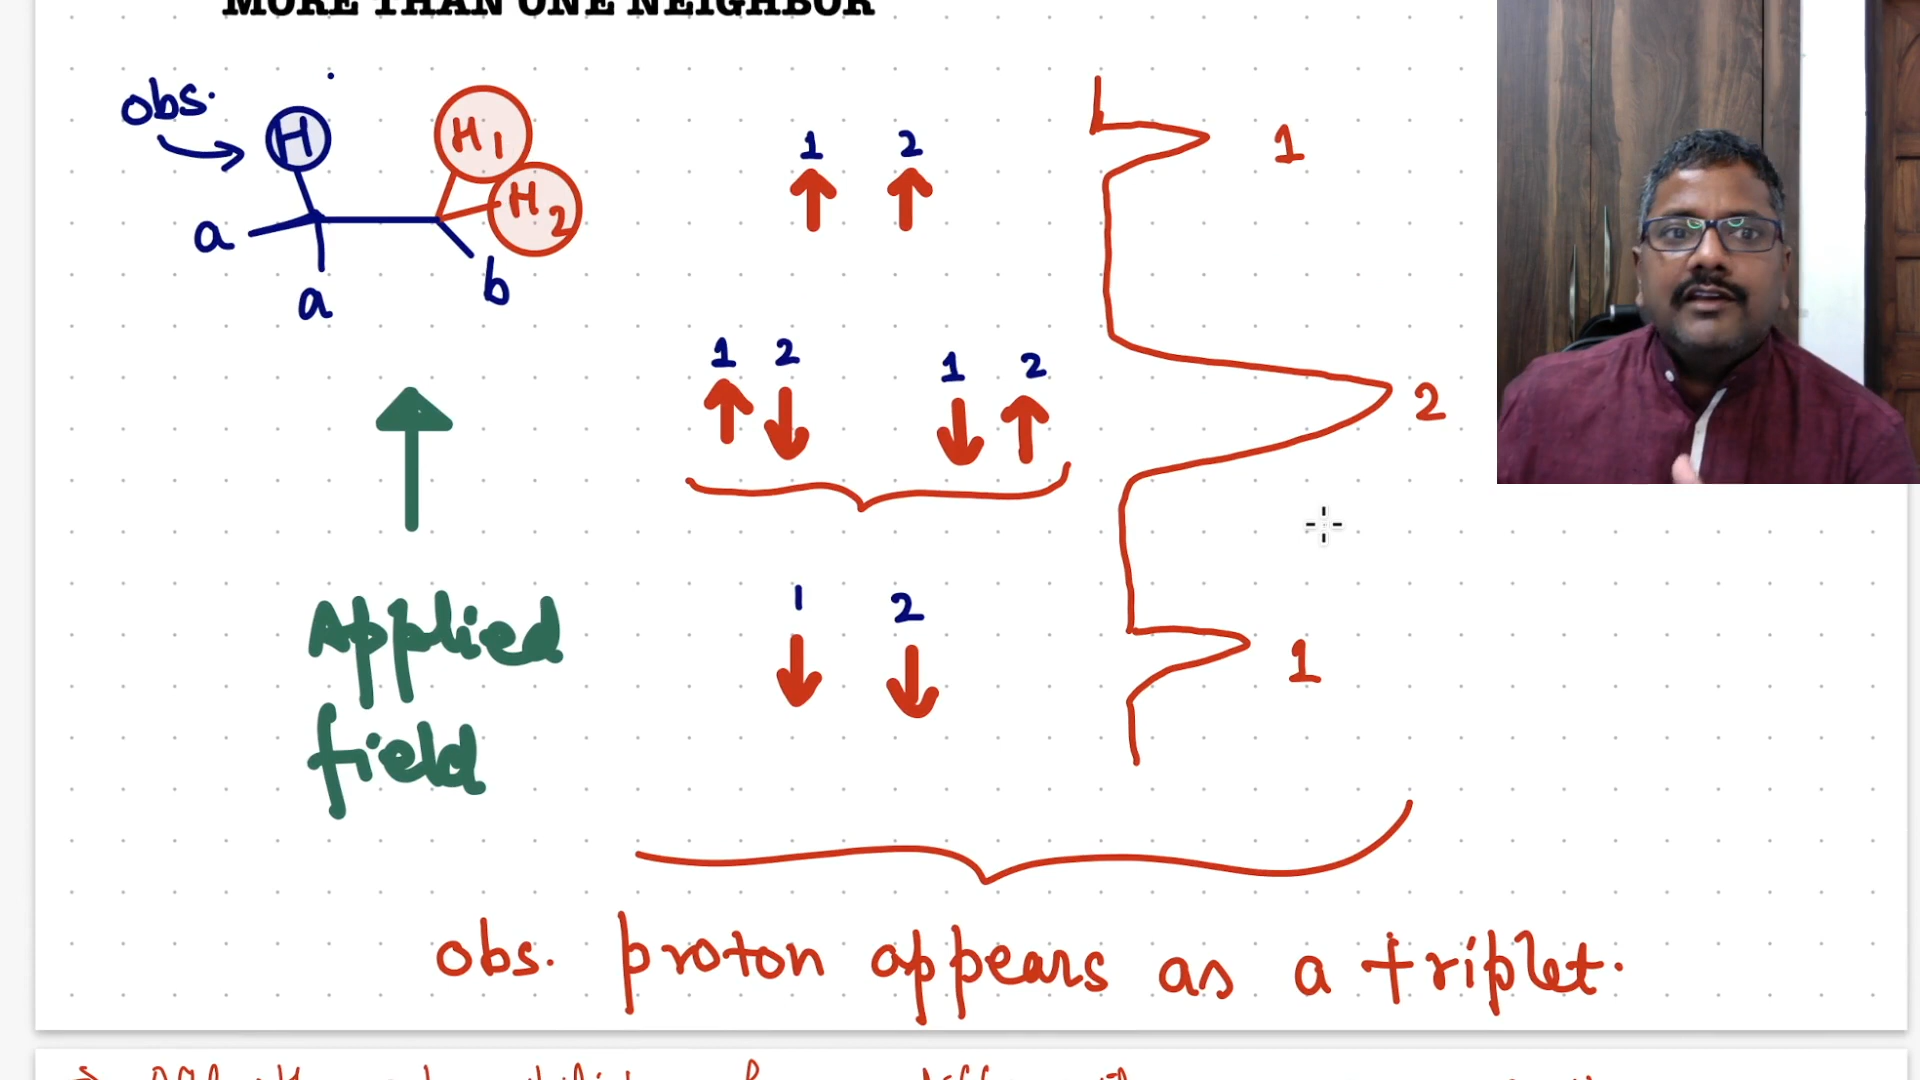 MORE THAN ONE NEIGHBOR
obs.
H
H1
H2
a
a
b
1 2
1
1 2 1 2
2
1 2
1
Applied
field
obs. proton appears as a triplet.